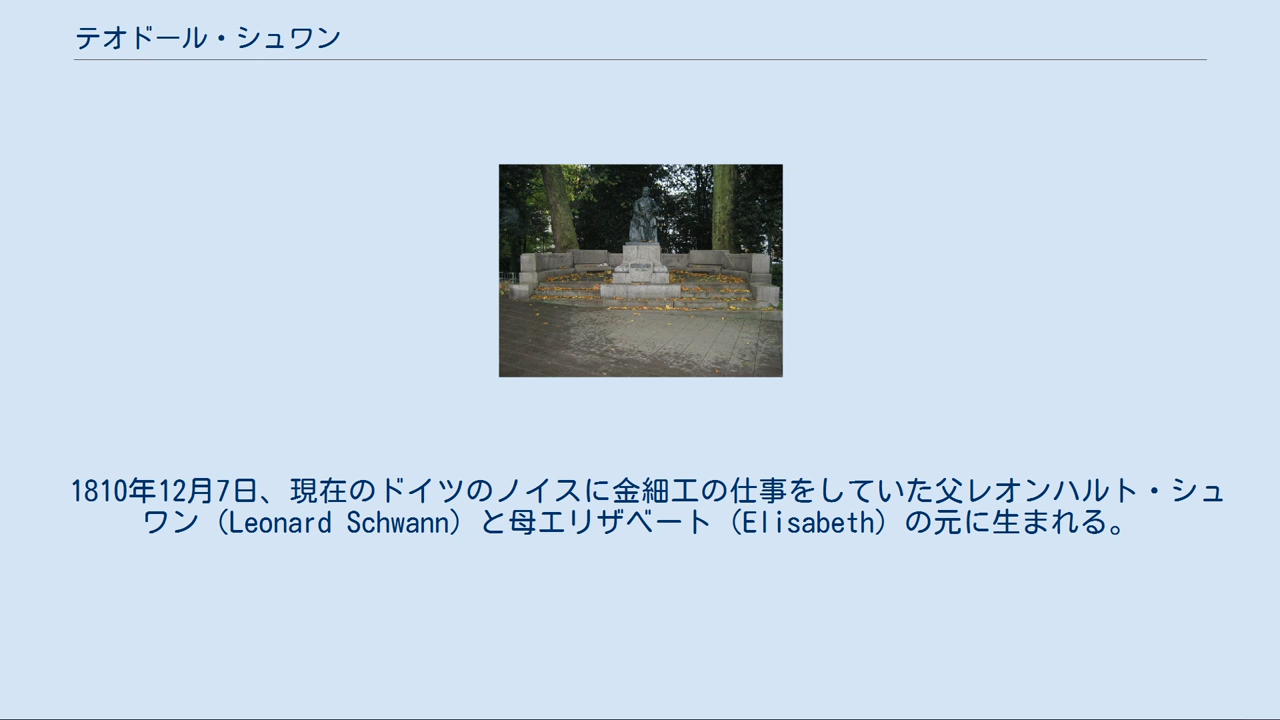 テオドール・シュワン
1810年12月7日、現在のドイツのノイスに金細工の仕事をしていた父レオンハルト・シュ
ワン（Leonard Schwann）と母エリザベート（Elisabeth）の元に生まれる。